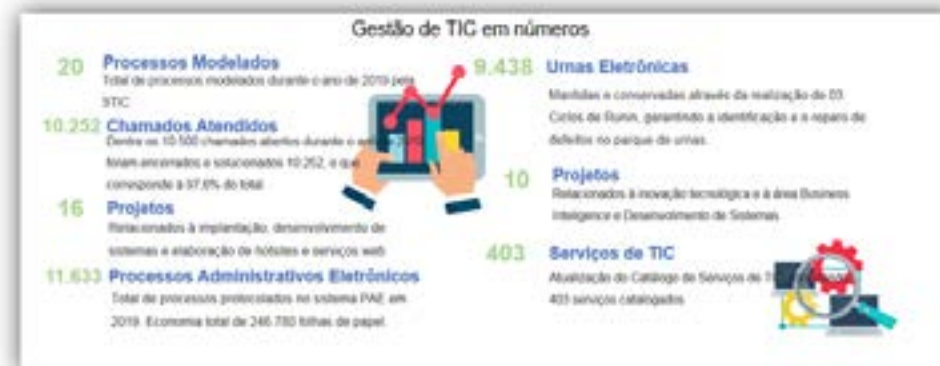 Gestão de TIC em números
20 Processos Modelados
Total de processos modelados durante o ano de 2019 pela
STIC
10.252 Chamados Atendidos
Dentre os 10.500 chamados abertos durante o
foram encerrados e solucionados 10.252, o que
corresponde a 97,6% do total
16 Projetos
Relacionados à implantação, desenvolvimento de
sistemas e elaboração de hotsites e serviços web
11.633 Processos Administrativos Eletrônicos
Total de processos protocolados no sistema PAE em
2019. Economia total de 246.780 folhas de papel.
9.438 Urnas Eletrônicas
Mantidas e conservadas através da realização de 03
Ciclos de Runin, garantindo a identificação e o reparo de
defeitos no parque de urnas.
10 Projetos
Relacionados à inovação tecnológica e à área Business
Inteligence e Desenvolvimento de Sistemas
403 Serviços de TIC
Atualização do Catálogo de Serviços de
403 serviços catalogados